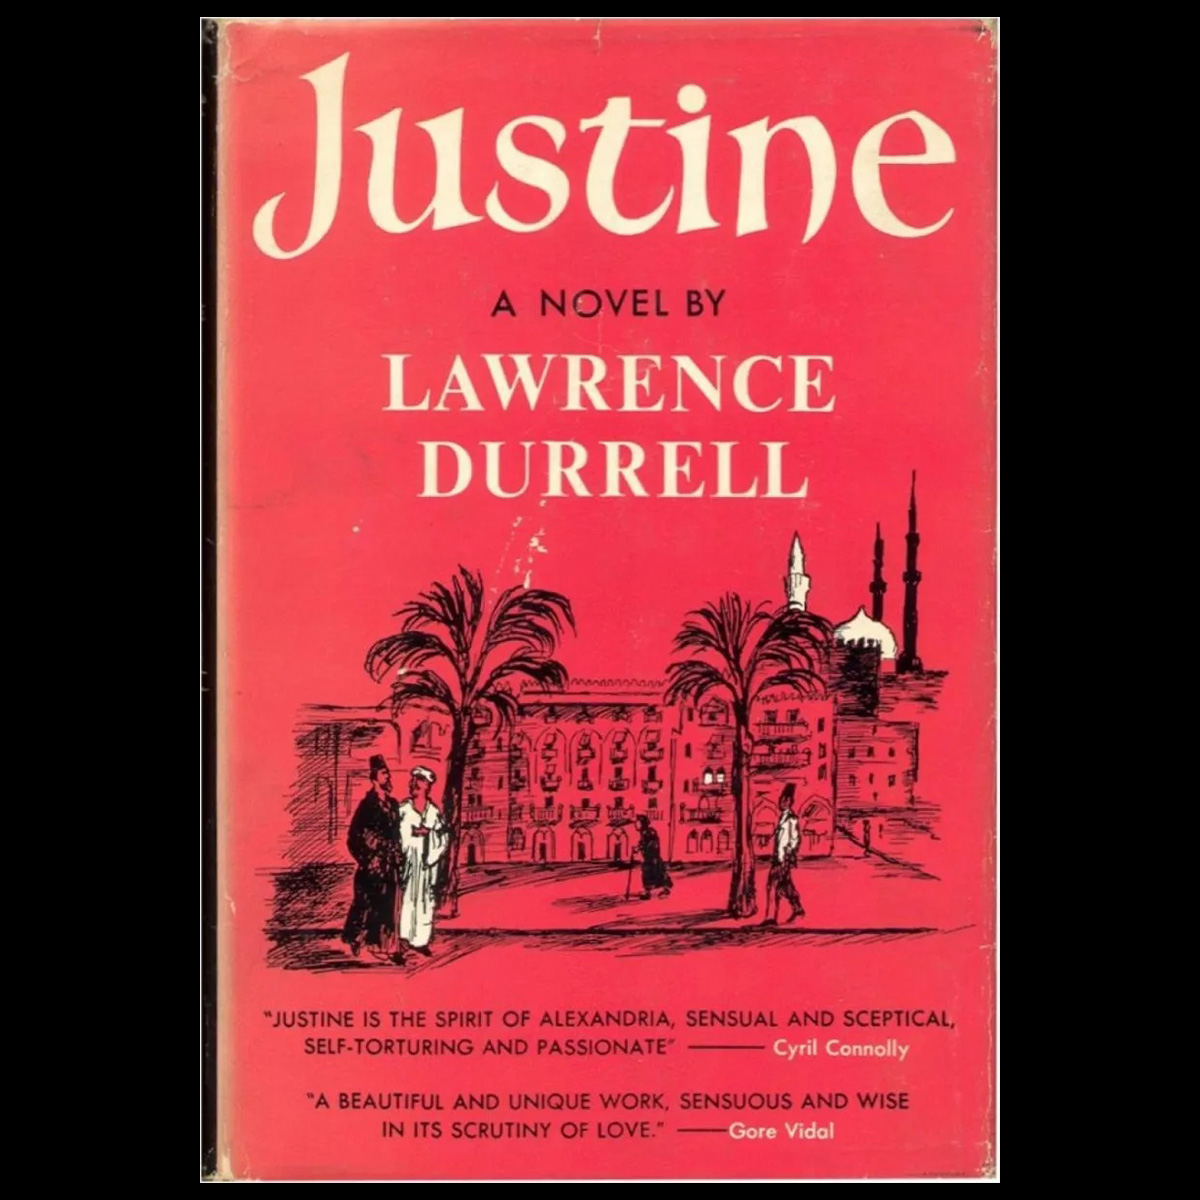 Justine
A NOVEL BY
LAWRENCE
DURRELL
"JUSTINE IS THE SPIRIT OF ALEXANDRIA, SENSUAL AND SCEPTICAL,
SELF-TORTURING AND PASSIONATE" —— Cyril Connolly
"A BEAUTIFUL AND UNIQUE WORK, SENSUOUS AND WISE
IN ITS SCRUTINY OF LOVE." ——Gore Vidal